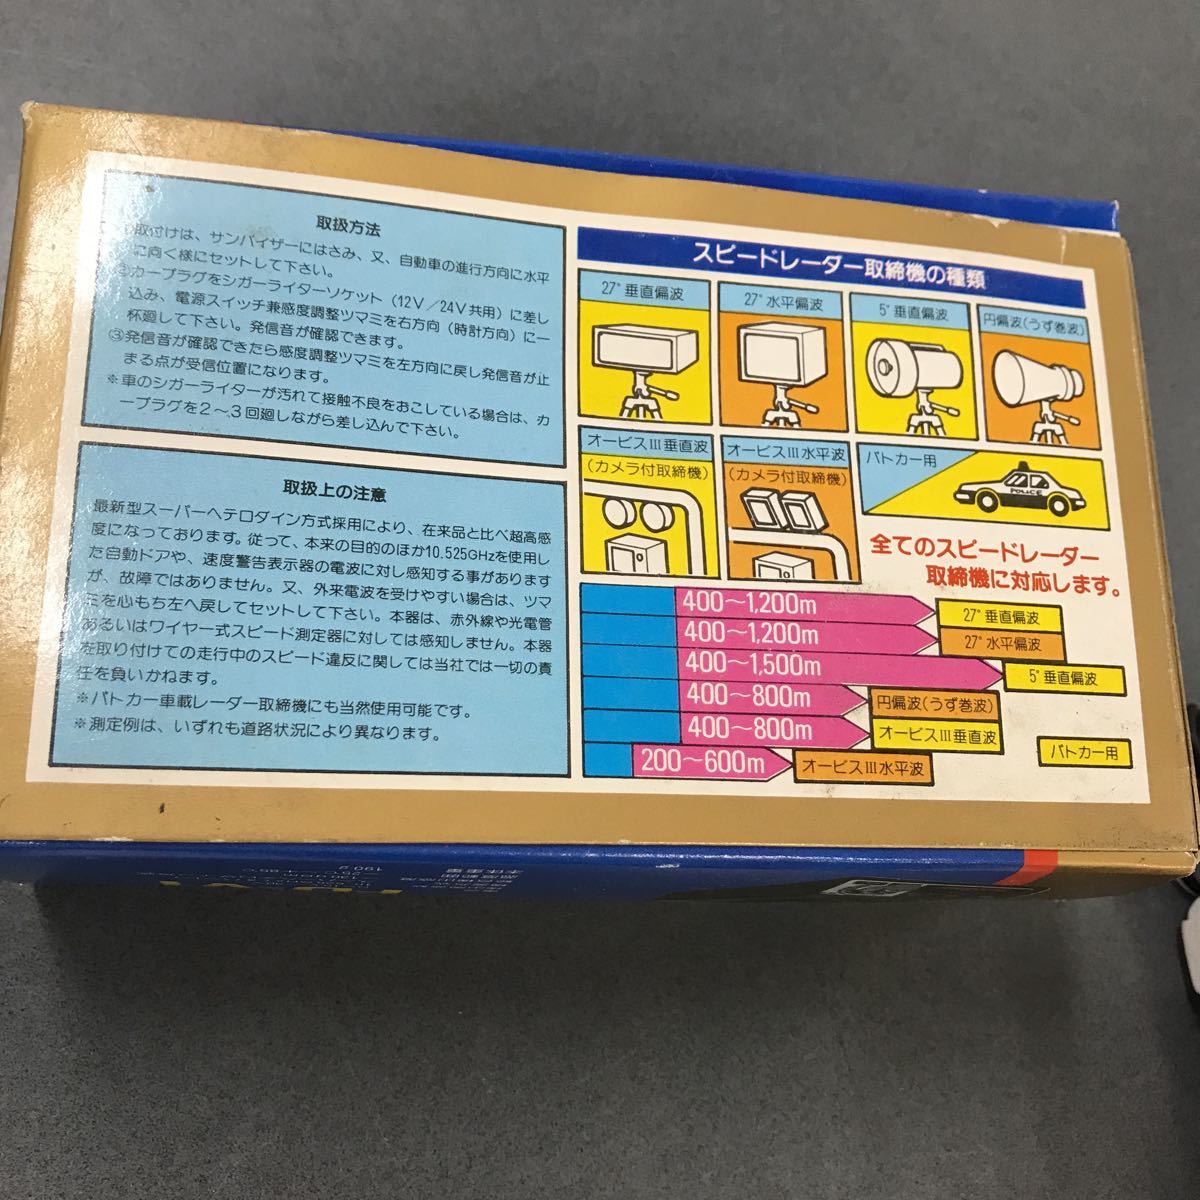 取扱方法
取付けは、サンバイザーにはさみ、又、自動車の進行方向に水平
に向く様にセットして下さい。
②カープラグをシガーライターソケット（12V／24V共用）に差し
込み、電源スイッチ兼感度調整ツマミを右方向（時計方向）に一
杯廻して下さい。発信音が確認できます。
③発信音が確認できたら感度調整ツマミを左方向に戻し発信音が止
まる点が受信位置になります。
※車のシガーライターが汚れて接触不良をおこしている場合は、カ
ープラグを２〜３回廻しながら差し込んで下さい。
取扱上の注意
最新型スーパーヘテロダイン方式採用により、在来品と比べ超高感
度になっております。従って、本来の目的のほか10.525GHzを使用し
た自動ドアや、速度警告表示器の電波に対し感知する事があります
が、故障ではありません。又、外来電波を受けやすい場合は、ツマ
ミを心もち左へ戻してセットして下さい。本器は、赤外線や光電管
あるいはワイヤー式スピード測定器に対しては感知しません。本器
を取り付けての走行中のスピード違反に関しては当社では一切の責
任を負いかねます。
※パトカー車載レーダー取締機にも当然使用可能です。
※測定例は、いずれも道路状況により異なります。
スピードレーダー取締機の種類
27°垂直偏波
27°水平偏波
5°垂直偏波
円偏波（うず巻波）
オービスⅢ垂直波
（カメラ付取締機）
オービスⅢ水平波
（カメラ付取締機）
パトカー用
POLICE
全てのスピードレーダー
取締機に対応します。
400〜1,200m
27°垂直偏波
400〜1,200m
27°水平偏波
400〜1,500m
5°垂直偏波
400〜800m
円偏波（うず巻波）
400〜800m
オービスⅢ垂直波
200〜600m
オービスⅢ水平波
パトカー用
本体重量
190g